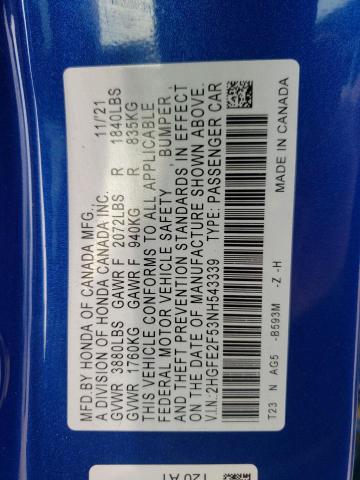 MFD.BY HONDA OF CANADA MFG. 11/'21
A DIVISION OF HONDA CANADA INC.
GVWR 3880LBS GAWR F 2072LBS R 1840LBS
GVWR 1760KG GAWR F 940KG R 835KG
THIS VEHICLE CONFORMS TO ALL APPLICABLE
FEDERAL MOTOR VEHICLE SAFETY , BUMPER ,
AND THEFT PREVENTION STANDARDS IN EFFECT
ON THE DATE OF MANUFACTURE SHOWN ABOVE.
V.I.N: 2HGFE2F53NH543339 TYPE: PASSENGER CAR
T23 N AG5 -B593M -Z -H MADE IN CANADA
120 A1